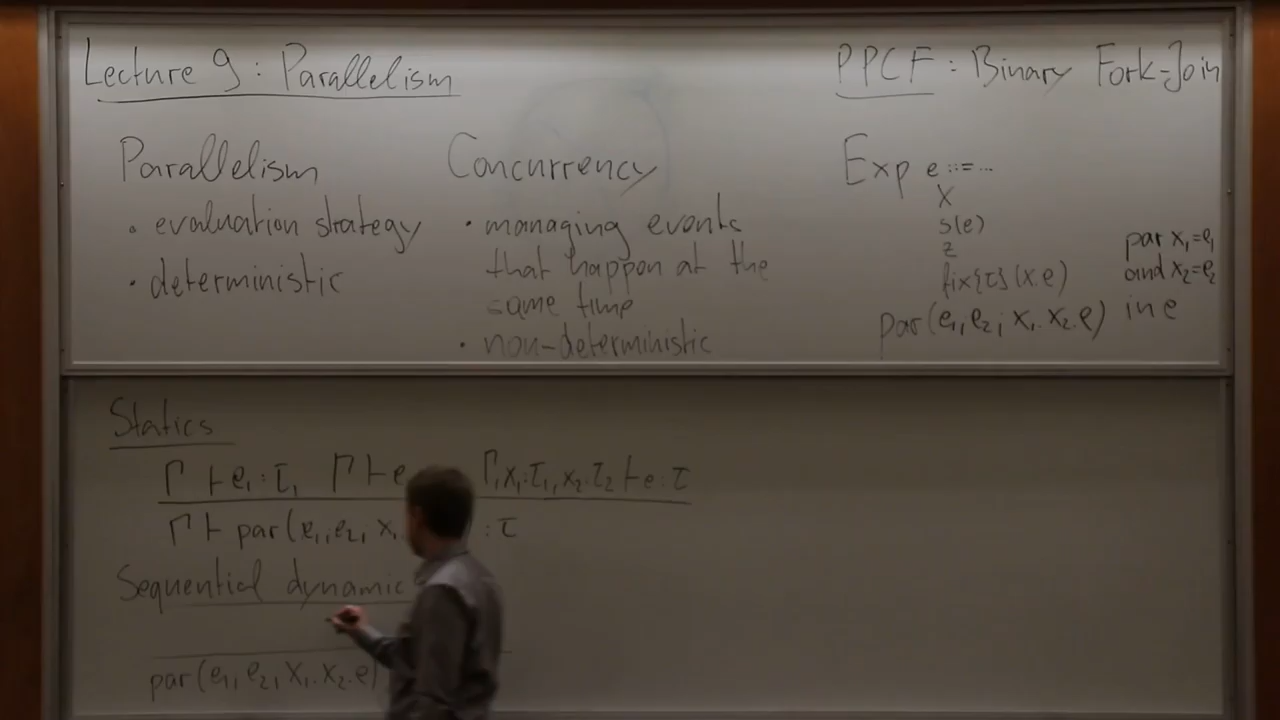 Lecture 9: Parallelism
Parallelism
• evaluation strategy
• deterministic
Concurrency
• managing events
that happen at the
same time
• non-deterministic
PPCF: Binary Fork-Join
Exp e ::= ...
x
s(e)
z
fix{τ}(x.e)
par(e₁; e₂; x₁.x₂.e)
par x₁=e₁
and x₂=e₂
in e
Statics
Γ ⊢ e₁:τ₁ Γ ⊢ e Γ, x₁:τ₁, x₂:τ₂ ⊢ e:τ
Γ ⊢ par(e₁; e₂; x₁ : τ
Sequential dynamic
par(e₁; e₂; x₁.x₂.e)